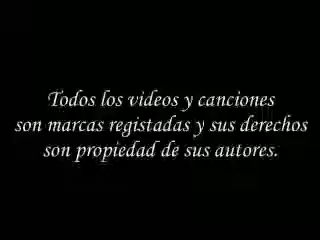 Todos los videos y canciones
son marcas registadas y sus derechos
son propiedad de sus autores.